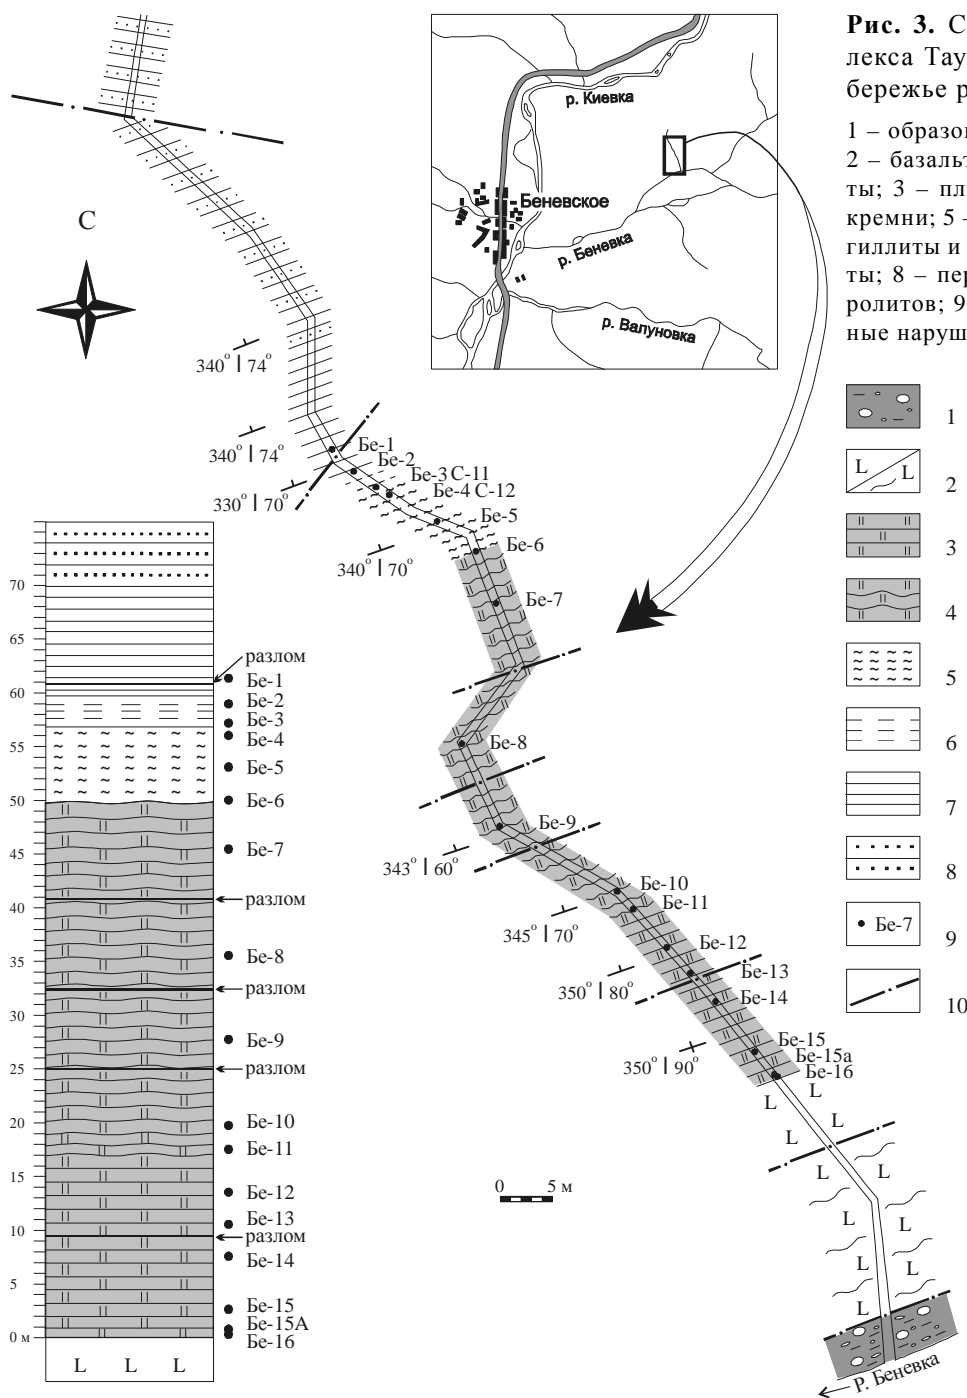 Рис. 3. С
лекса Тау
бережье р
1 – образо
2 – базальт
ты; 3 – пл
кремни; 5 –
гиллиты и
ты; 8 – пер
ролитов; 9
ные наруш
р. Киевка
Беневское
р. Беневка
р. Валуновка
С
340° 74°
340° 74°
330° 70°
340° 70°
343° 60°
345° 70°
350° 80°
350° 90°
Бе-1
Бе-2
Бе-3 С-11
Бе-4 С-12
Бе-5
Бе-6
Бе-7
Бе-8
Бе-9
Бе-10
Бе-11
Бе-12
Бе-13
Бе-14
Бе-15
Бе-15а
Бе-16
L
L
L
L
L
L
L
L
L
L
L
Р. Беневка
0 5 м
70
65
60
55
50
45
40
35
30
25
20
15
10
5
0 м
разлом
Бе-1
Бе-2
Бе-3
Бе-4
Бе-5
Бе-6
Бе-7
разлом
Бе-8
разлом
Бе-9
разлом
Бе-10
Бе-11
Бе-12
Бе-13
разлом
Бе-14
Бе-15
Бе-15А
Бе-16
L L L
1
L L 2
3
4
5
6
7
8
Бе-7 9
10